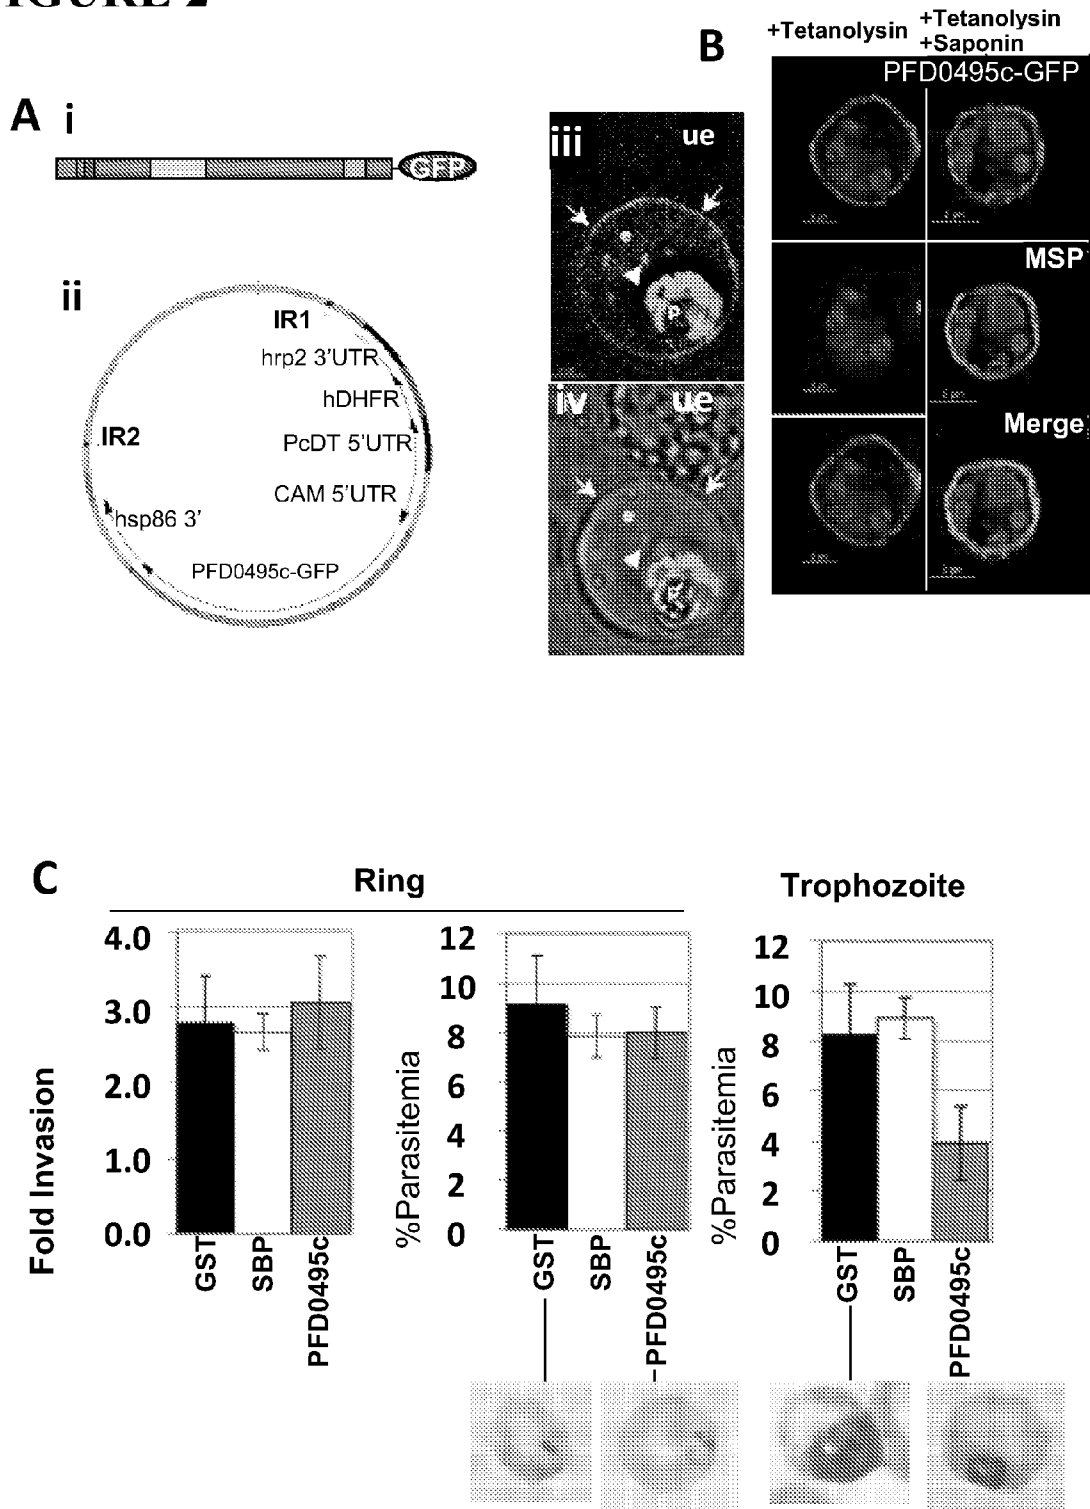 IGURE 2
A
i
GFP
ii
IR1
hrp2 3'UTR
hDHFR
IR2
PcDT 5'UTR
CAM 5'UTR
hsp86 3'
PFD0495c-GFP
iii
ue
P
iv
ue
P
B
+Tetanolysin
+Tetanolysin
+Saponin
PFD0495c-GFP
MSP
Merge
C
Ring
Trophozoite
Fold Invasion
4.0
3.0
2.0
1.0
0.0
GST
SBP
PFD0495c
%Parasitemia
12
10
8
6
4
2
0
GST
SBP
PFD0495c
%Parasitemia
12
10
8
6
4
2
0
GST
SBP
PFD0495c